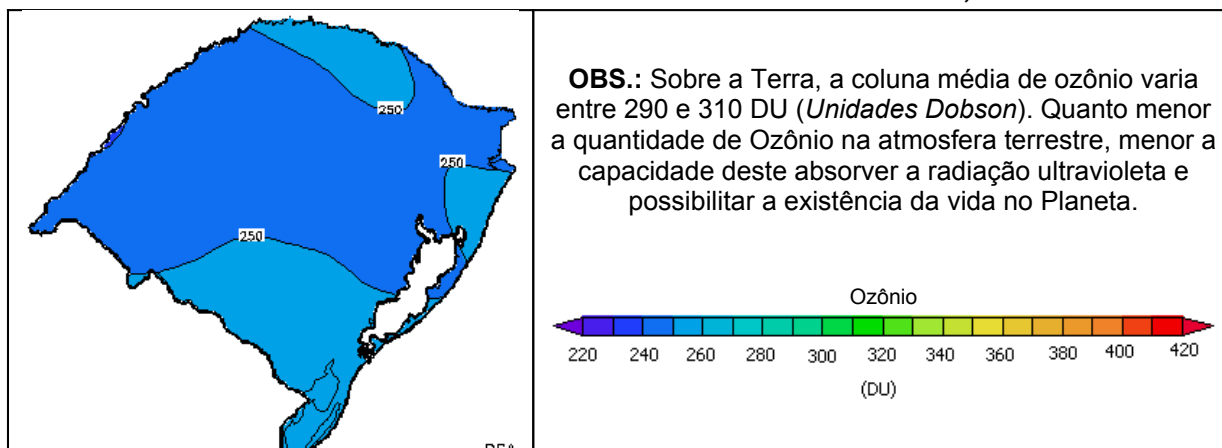 250
250
250
OBS.: Sobre a Terra, a coluna média de ozônio varia
entre 290 e 310 DU (Unidades Dobson). Quanto menor
a quantidade de Ozônio na atmosfera terrestre, menor a
capacidade deste absorver a radiação ultravioleta e
possibilitar a existência da vida no Planeta.
Ozônio
220 240 260 280 300 320 340 360 380 400 420
(DU)